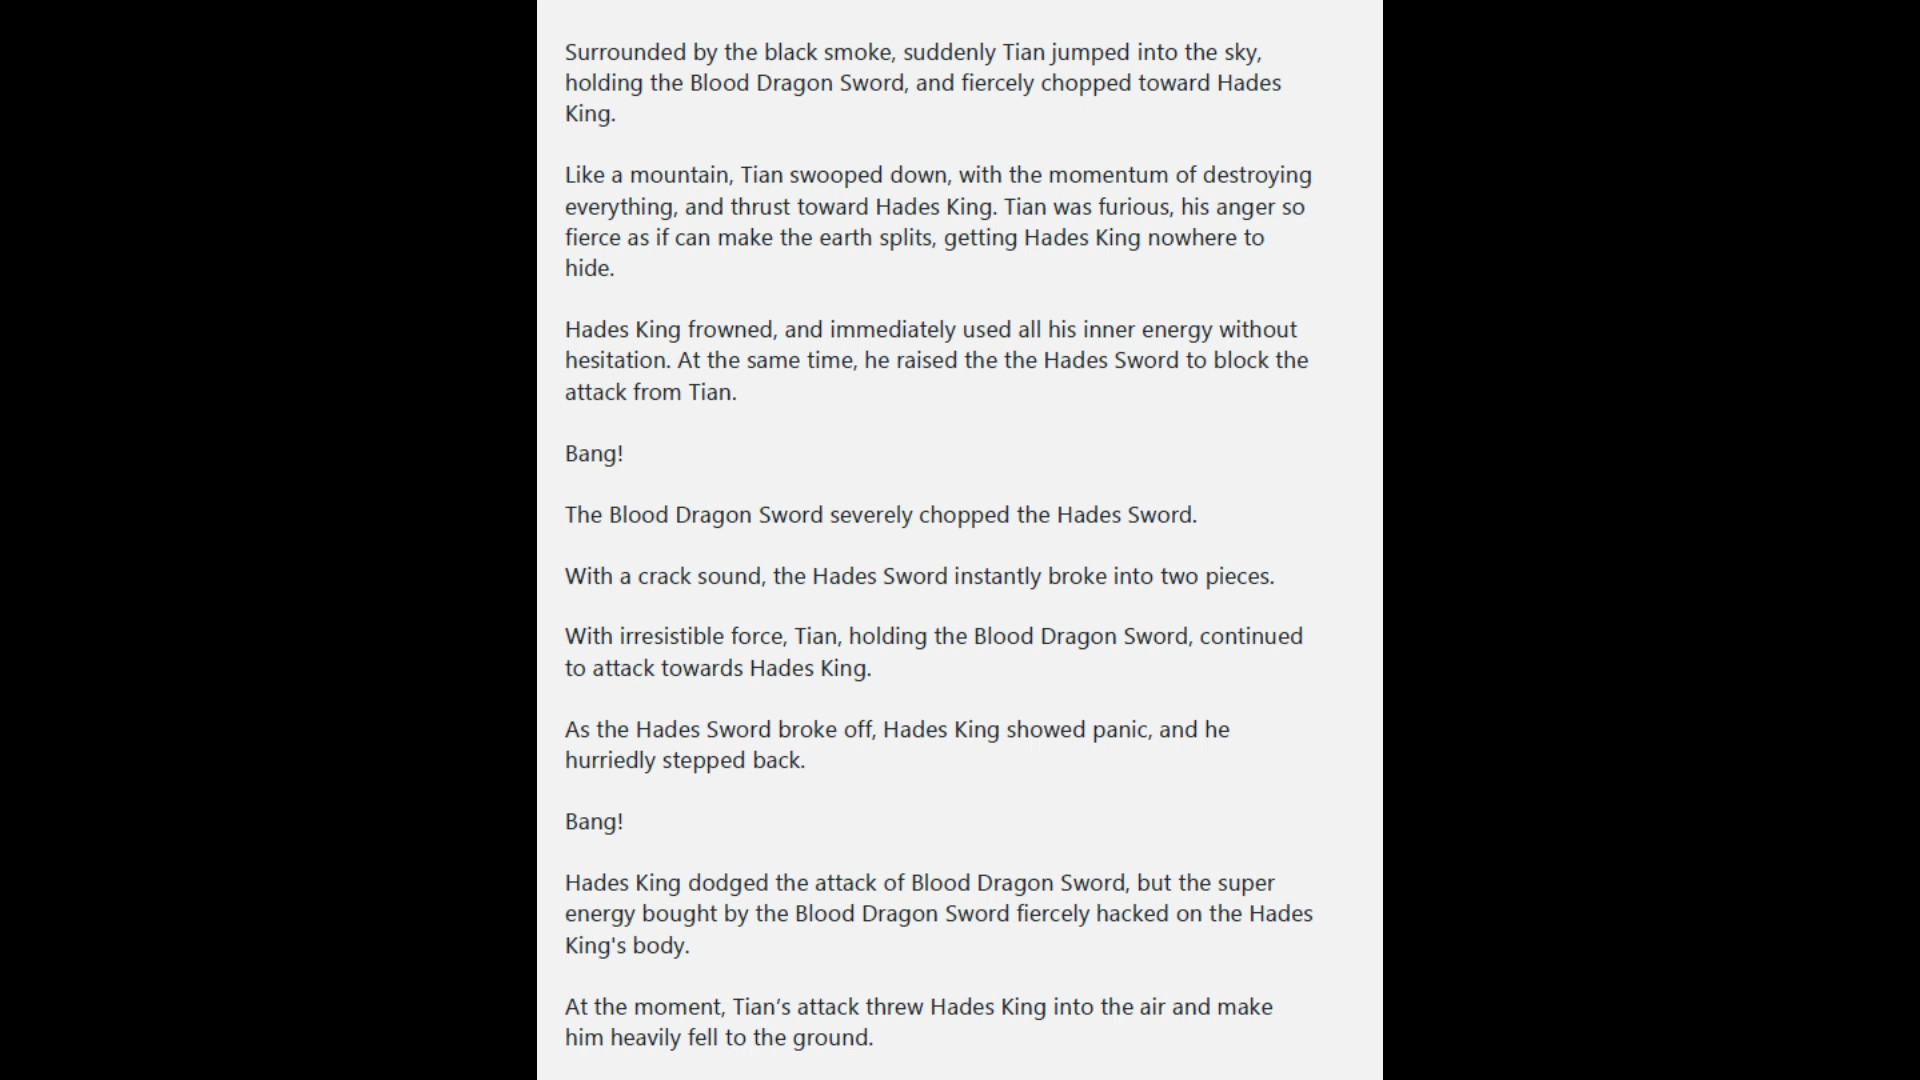 Surrounded by the black smoke, suddenly Tian jumped into the sky,
holding the Blood Dragon Sword, and fiercely chopped toward Hades
King.
Like a mountain, Tian swooped down, with the momentum of destroying
everything, and thrust toward Hades King. Tian was furious, his anger so
fierce as if can make the earth splits, getting Hades King nowhere to
hide.
Hades King frowned, and immediately used all his inner energy without
hesitation. At the same time, he raised the the Hades Sword to block the
attack from Tian.
Bang!
The Blood Dragon Sword severely chopped the Hades Sword.
With a crack sound, the Hades Sword instantly broke into two pieces.
With irresistible force, Tian, holding the Blood Dragon Sword, continued
to attack towards Hades King.
As the Hades Sword broke off, Hades King showed panic, and he
hurriedly stepped back.
Bang!
Hades King dodged the attack of Blood Dragon Sword, but the super
energy bought by the Blood Dragon Sword fiercely hacked on the Hades
King's body.
At the moment, Tian’s attack threw Hades King into the air and make
him heavily fell to the ground.